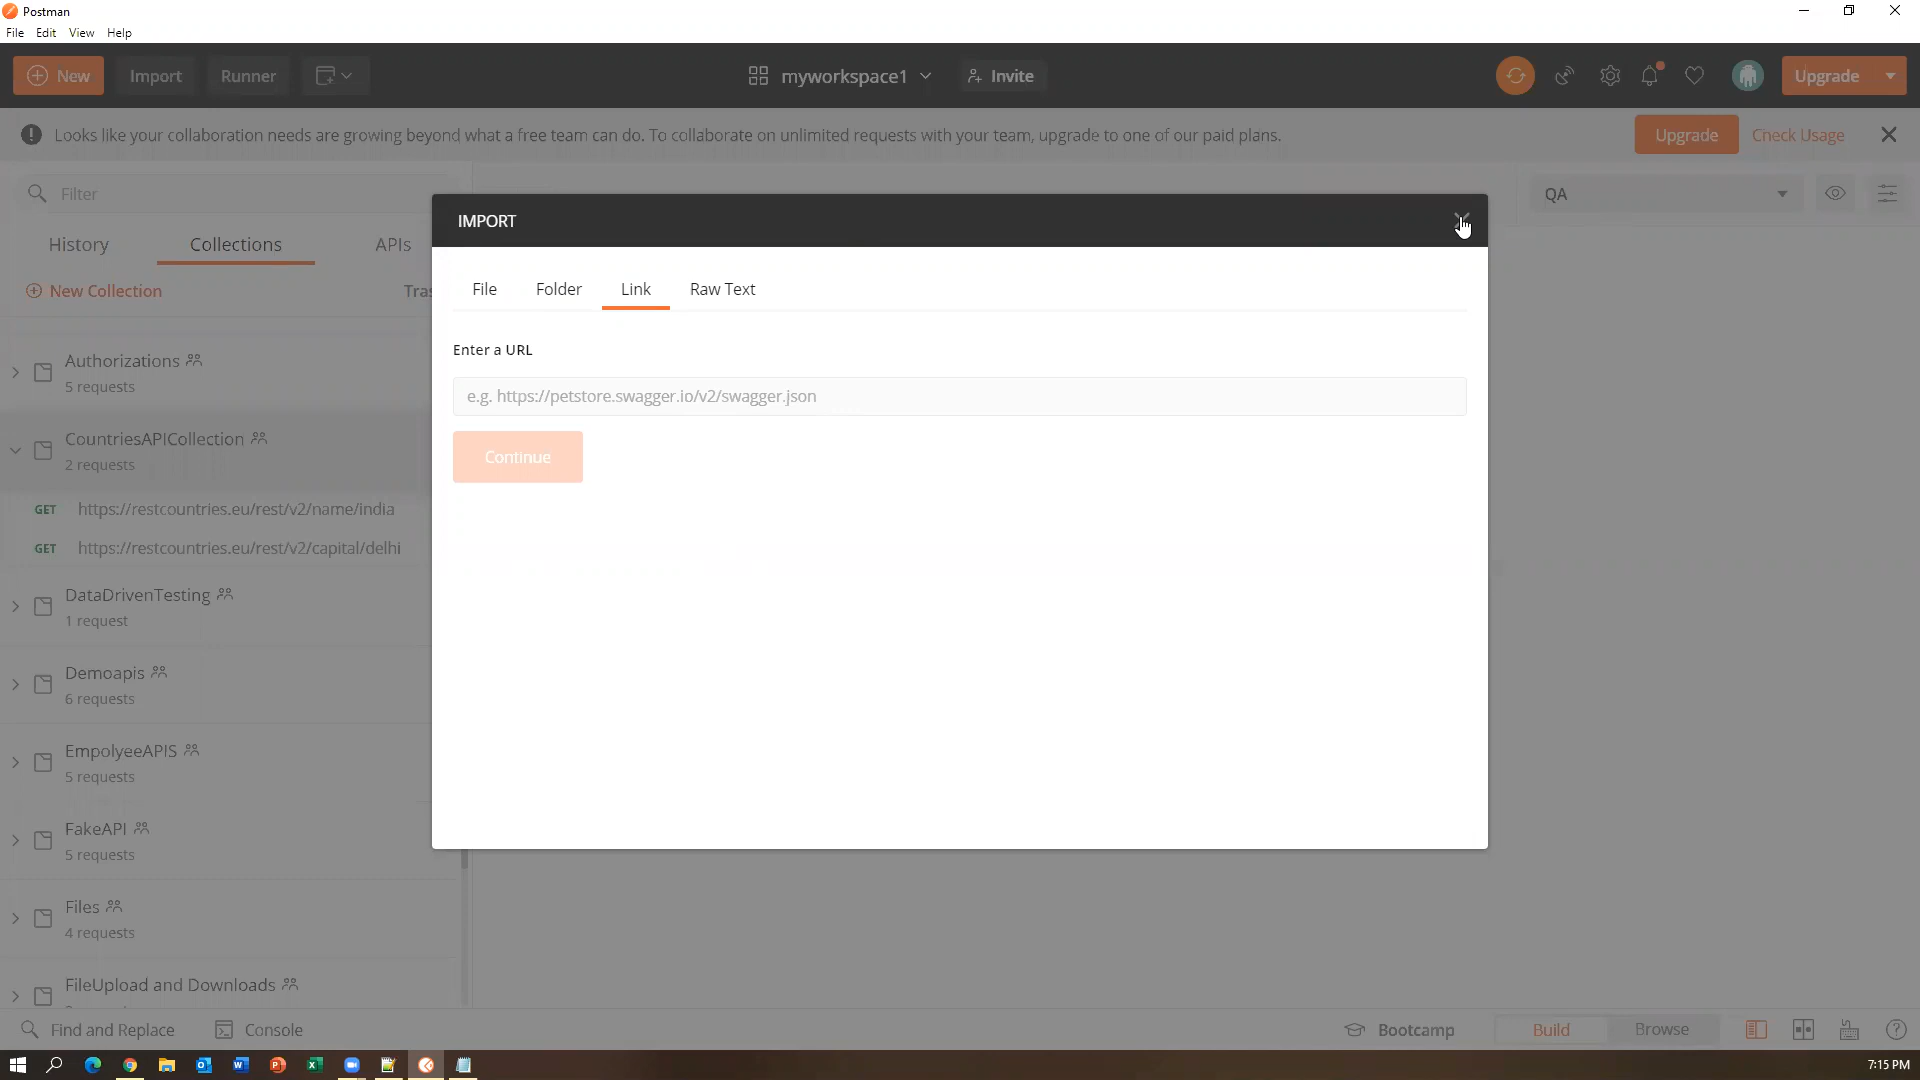 Postman
File Edit View Help
New Import Runner myworkspace1 Invite Upgrade
Looks like your collaboration needs are growing beyond what a free team can do. To collaborate on unlimited requests with your team, upgrade to one of our paid plans. Upgrade Check Usage
Filter
QA
History Collections APIs
New Collection Tras
Authorizations
5 requests
CountriesAPICollection
2 requests
GET https://restcountries.eu/rest/v2/name/india
GET https://restcountries.eu/rest/v2/capital/delhi
DataDrivenTesting
1 request
Demoapis
6 requests
EmpolyeeAPIS
5 requests
FakeAPI
5 requests
Files
4 requests
FileUpload and Downloads
IMPORT
File Folder Link Raw Text
Enter a URL
e.g. https://petstore.swagger.io/v2/swagger.json
Continue
Find and Replace Console Bootcamp Build Browse
7:15 PM